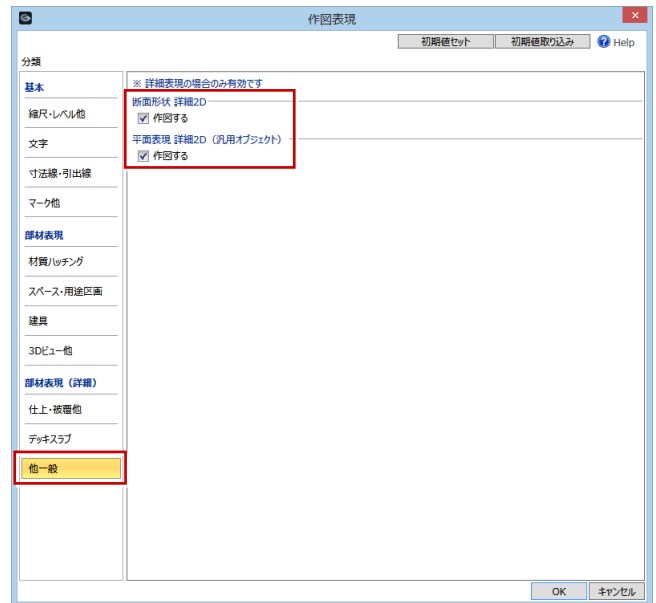 作図表現
初期値セット 初期値取り込み Help
分類
基本
縮尺・レベル他
文字
寸法線・引出線
マーク他
部材表現
材質ハッチング
スペース・用途区画
建具
3Dビュー他
部材表現（詳細）
仕上・被覆他
デッキスラブ
他一般
※ 詳細表現の場合のみ有効です
断面形状 詳細2D
作図する
平面表現 詳細2D（汎用オブジェクト）
作図する
OK キャンセル